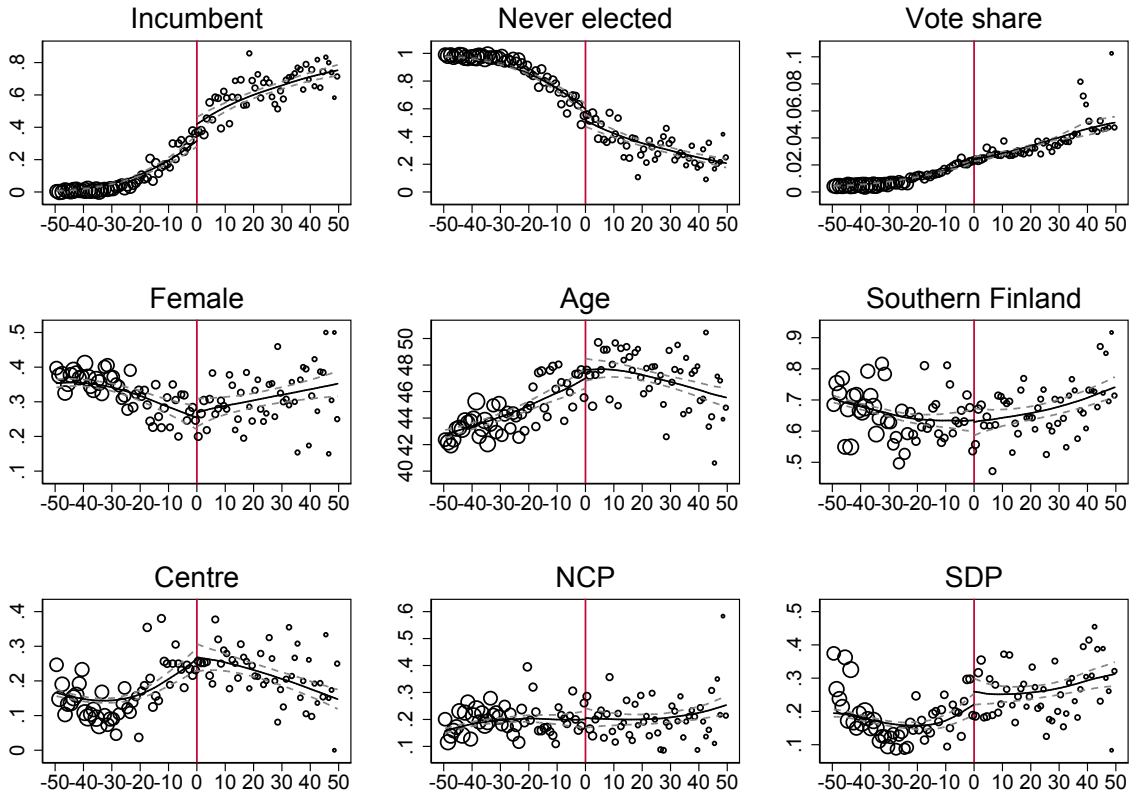 Incumbent
0 .2 .4 .6 .8
-50 -40 -30 -20 -10 0 10 20 30 40 50
Never elected
0 .2 .4 .6 .8 1
-50 -40 -30 -20 -10 0 10 20 30 40 50
Vote share
0 .02.04.06.08.1
-50 -40 -30 -20 -10 0 10 20 30 40 50
Female
.1 .2 .3 .4 .5
-50 -40 -30 -20 -10 0 10 20 30 40 50
Age
40 42 44 46 48 50
-50 -40 -30 -20 -10 0 10 20 30 40 50
Southern Finland
.5 .6 .7 .8 .9
-50 -40 -30 -20 -10 0 10 20 30 40 50
Centre
0 .1 .2 .3 .4
-50 -40 -30 -20 -10 0 10 20 30 40 50
NCP
.1 .2 .3 .4 .5 .6
-50 -40 -30 -20 -10 0 10 20 30 40 50
SDP
.1 .2 .3 .4 .5
-50 -40 -30 -20 -10 0 10 20 30 40 50